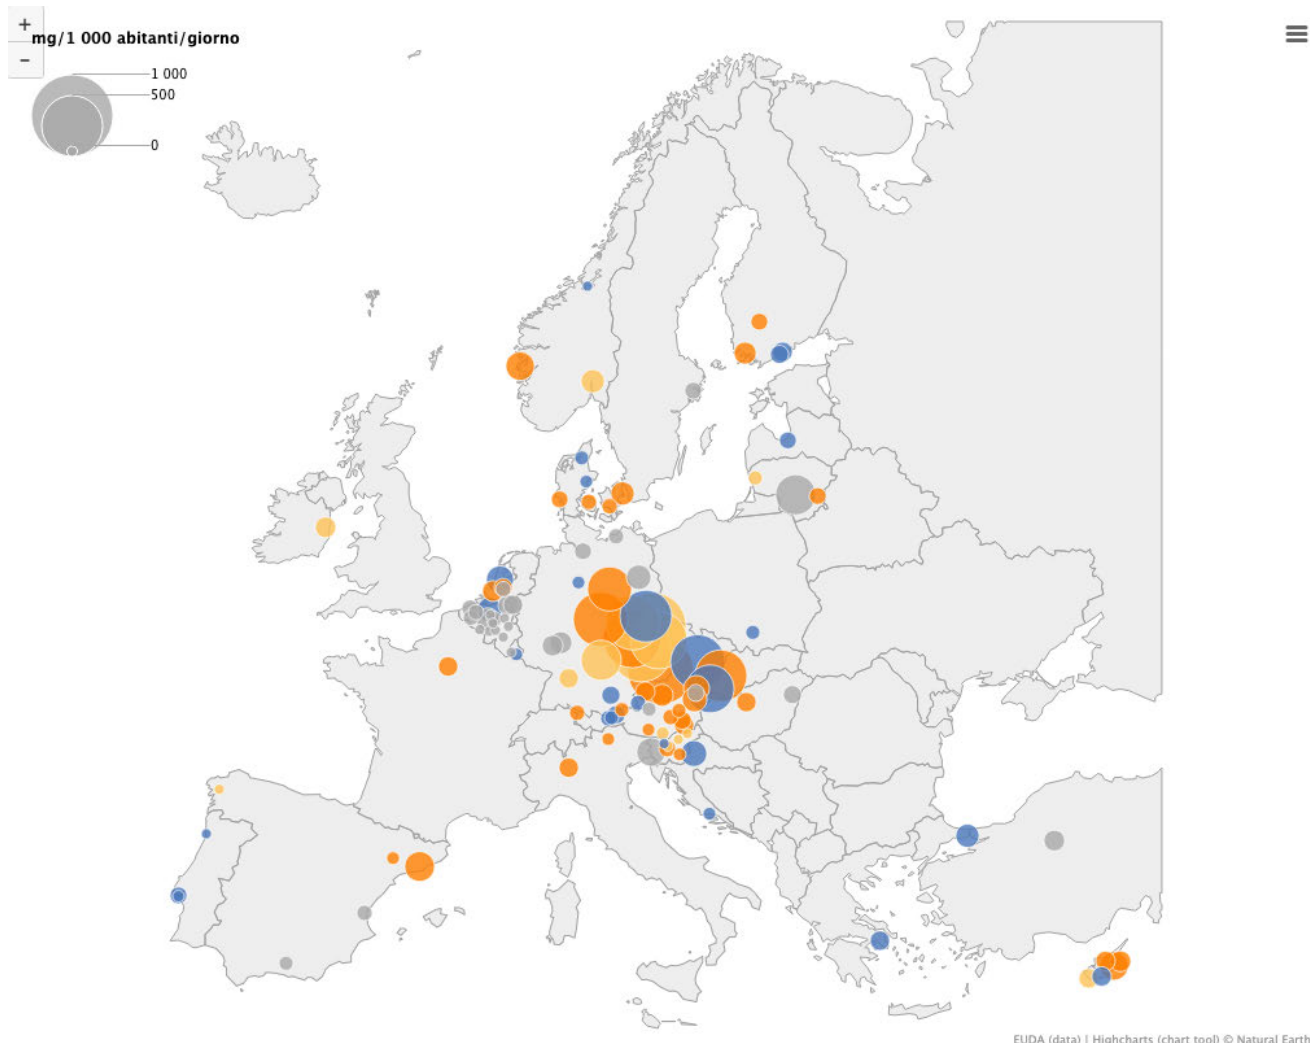 +
mg/1 000 abitanti/giorno
−
1 000
500
0
EUDA (data) | Highcharts (chart tool) © Natural Earth